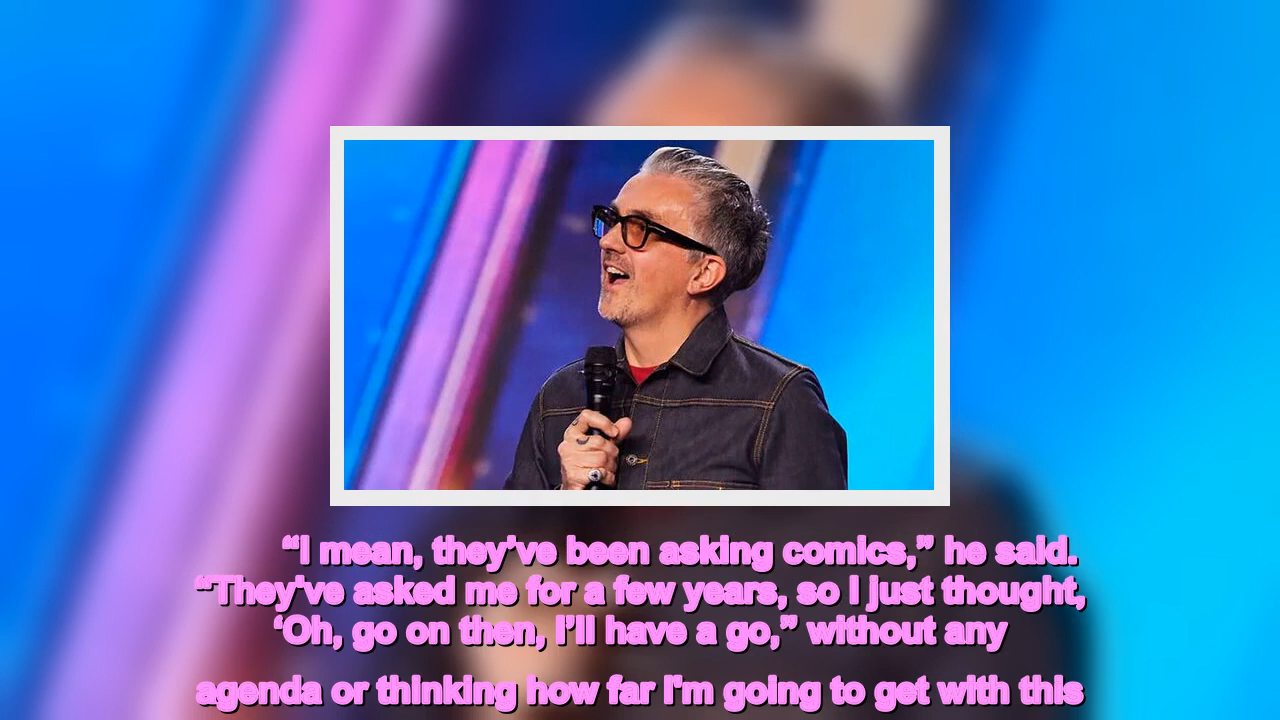 “I mean, they’ve been asking comics,” he said.
“They've asked me for a few years, so I just thought,
‘Oh, go on then, I’ll have a go,” without any
agenda or thinking how far I'm going to get with this